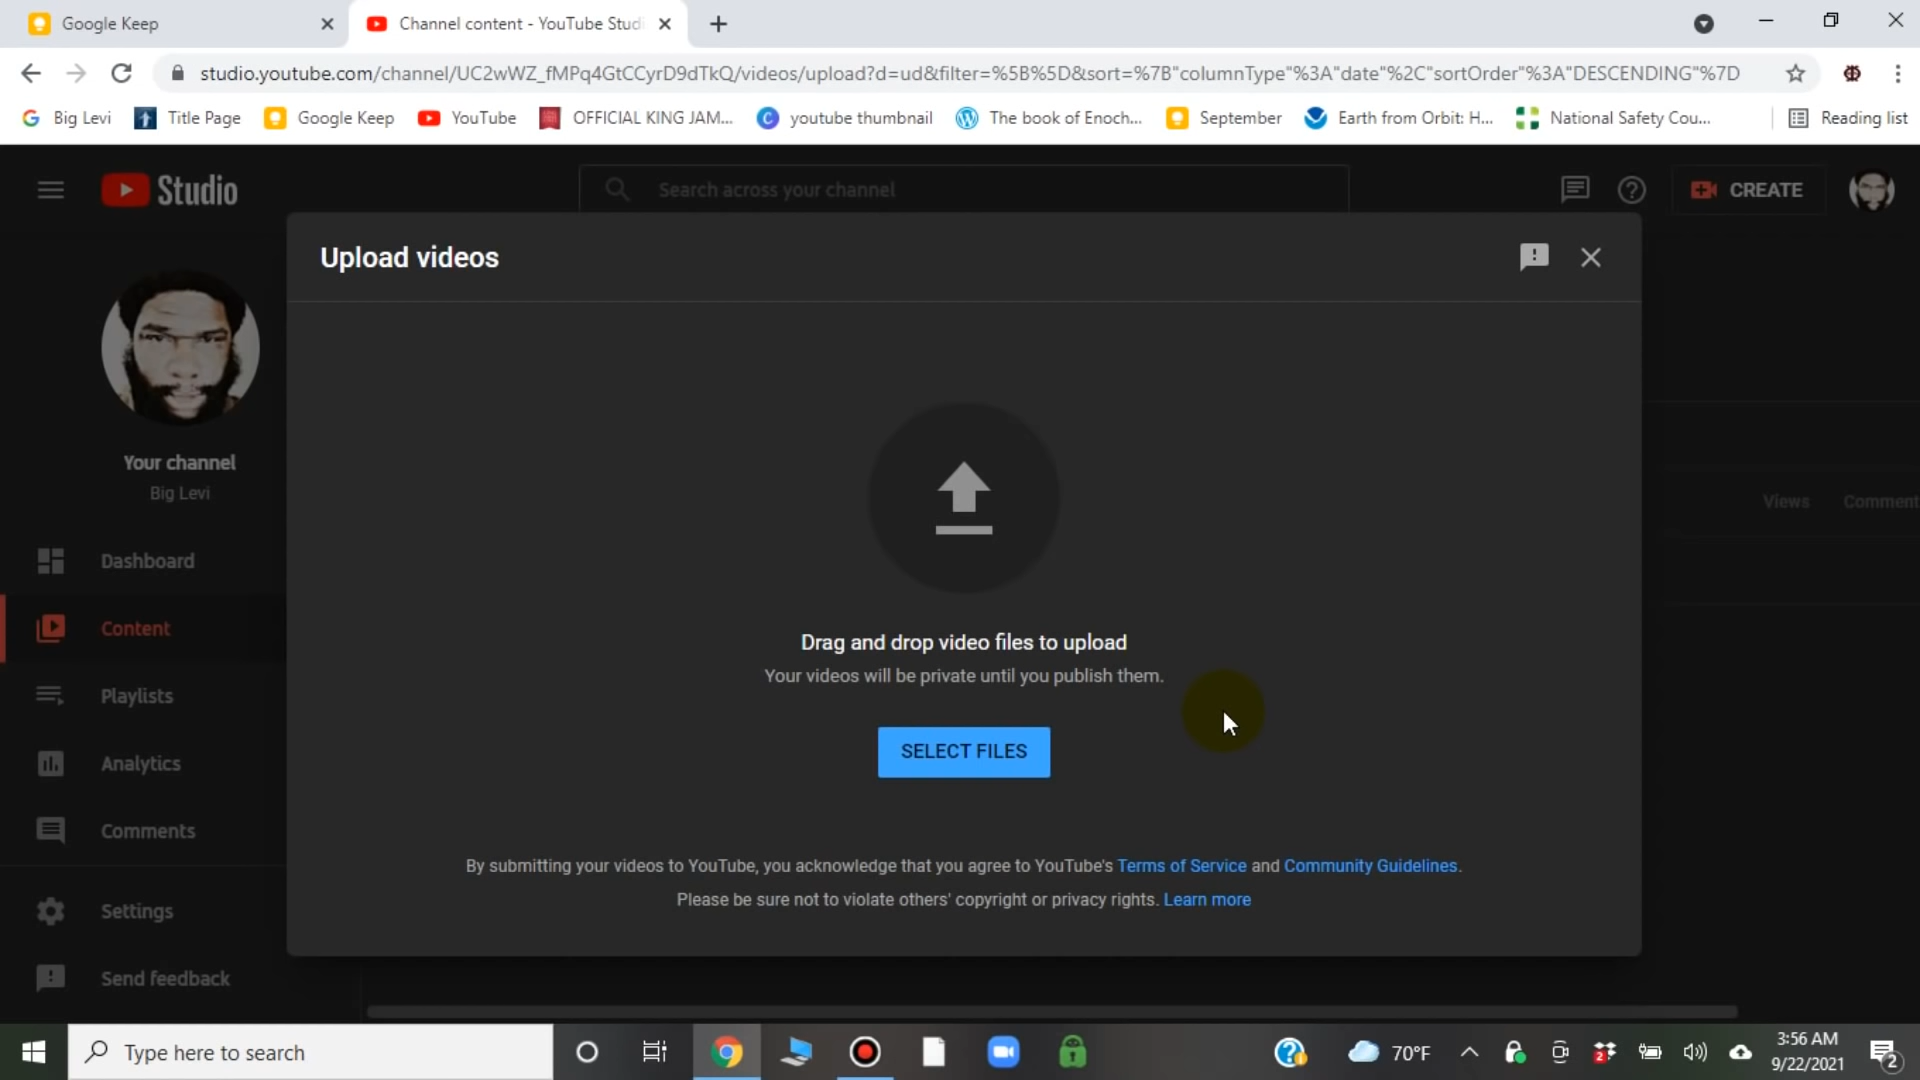 Google Keep
Channel content - YouTube Studi
studio.youtube.com/channel/UC2wWZ_fMPq4GtCCyrD9dTkQ/videos/upload?d=ud&filter=%5B%5D&sort=%7B"columnType"%3A"date"%2C"sortOrder"%3A"DESCENDING"%7D
Big Levi Title Page Google Keep YouTube OFFICIAL KING JAM... youtube thumbnail The book of Enoch... September Earth from Orbit: H... National Safety Cou... Reading list
Studio
Search across your channel
CREATE
Upload videos
Your channel
Big Levi
Views Comment
Dashboard
Content
Drag and drop video files to upload
Your videos will be private until you publish them.
Playlists
SELECT FILES
Analytics
Comments
By submitting your videos to YouTube, you acknowledge that you agree to YouTube's Terms of Service and Community Guidelines.
Please be sure not to violate others' copyright or privacy rights. Learn more
Settings
Send feedback
Type here to search
70°F
2
3:56 AM
9/22/2021
2